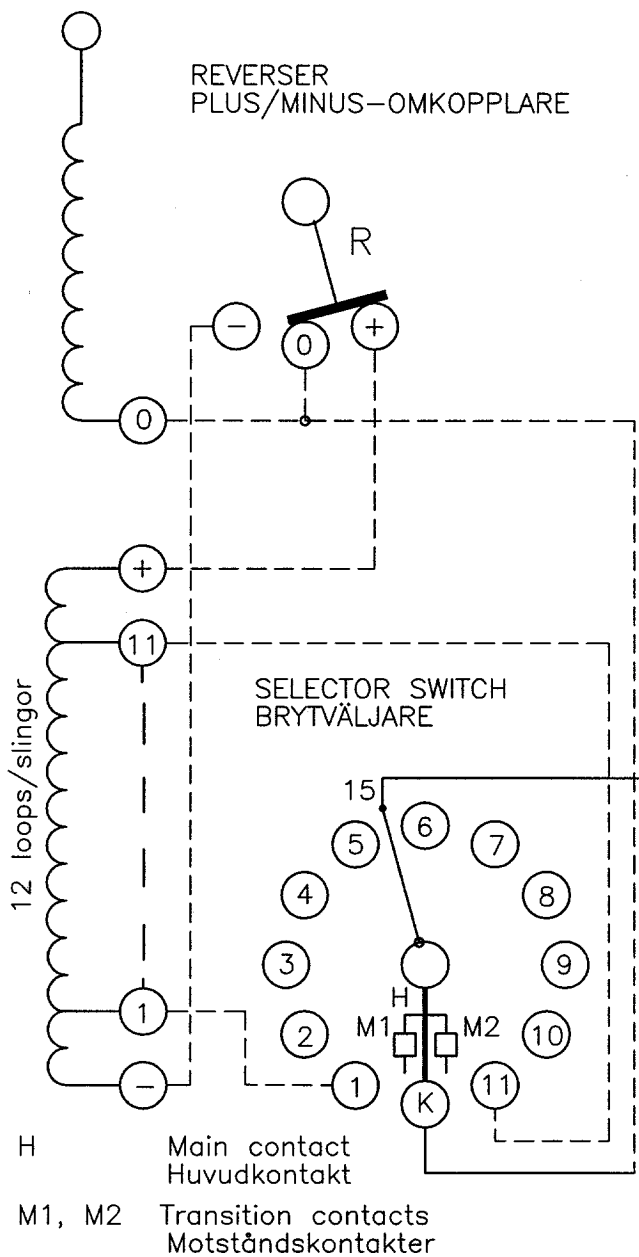 REVERSER
PLUS/MINUS-OMKOPPLARE
R
-
0
+
0
+
11
12 loops/slingor
SELECTOR SWITCH
BRYTVÄLJARE
15
6
5
7
4
8
3
9
H
1
2
M1
M2
10
1
11
-
K
H Main contact
Huvudkontakt
M1, M2 Transition contacts
Motståndskontakter